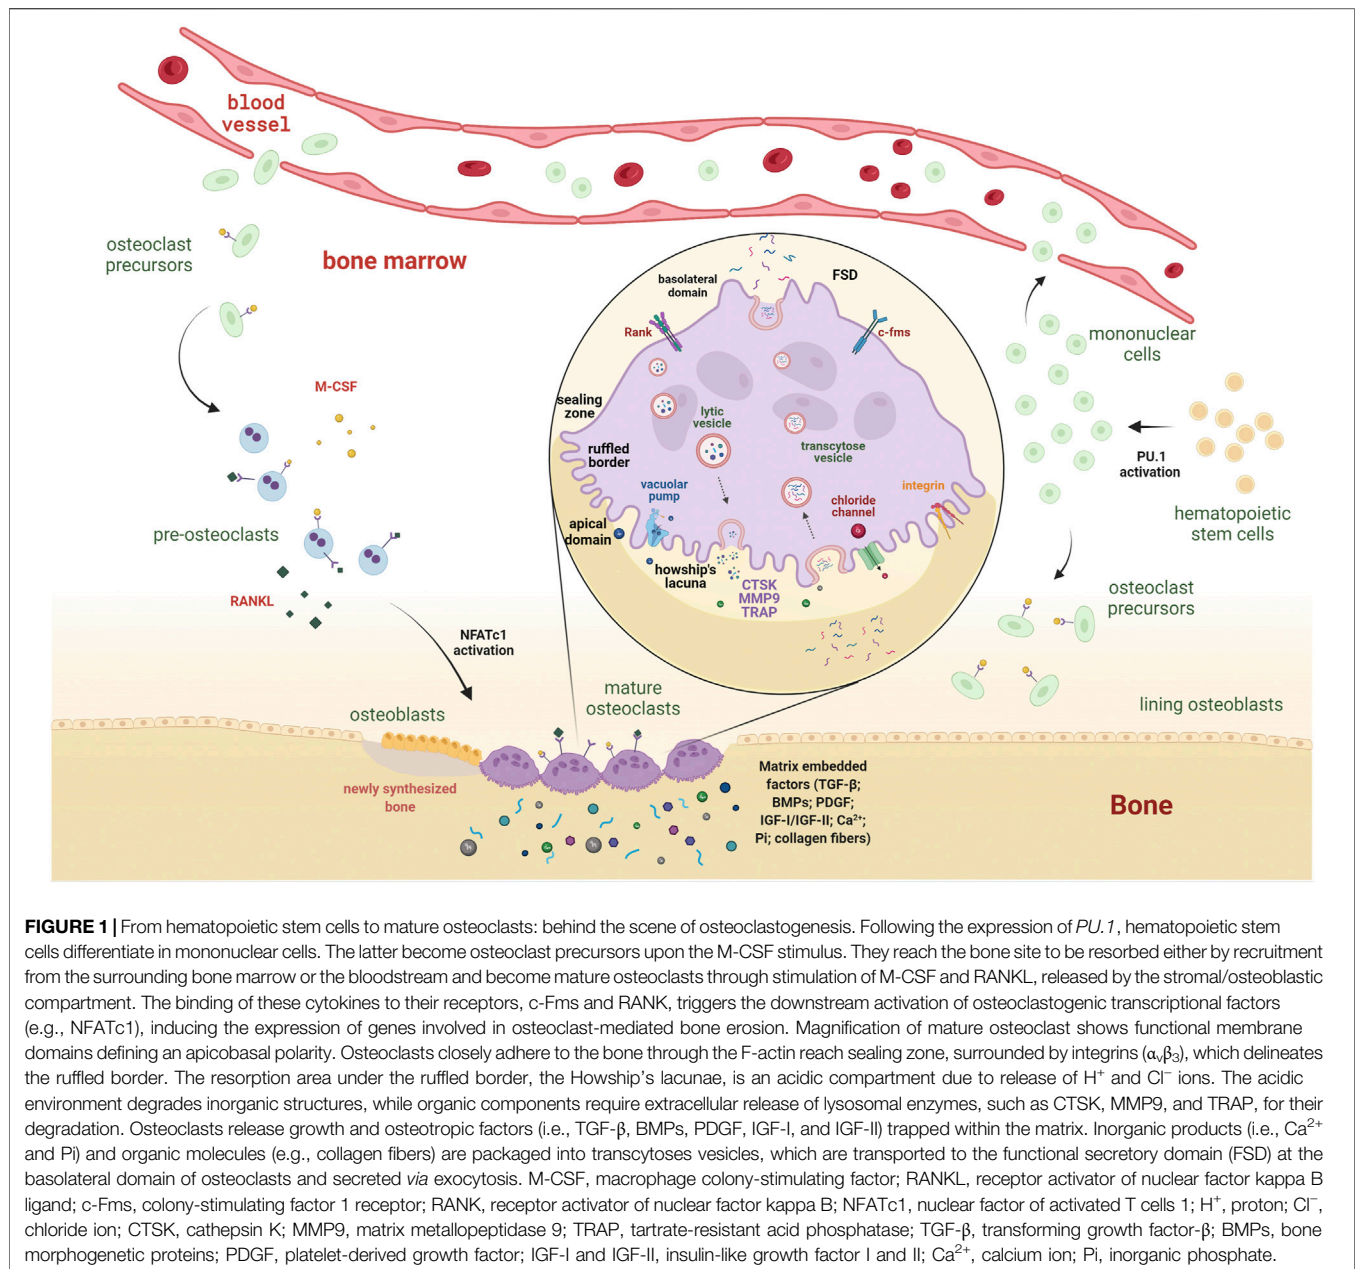 blood
vessel
osteoclast
precursors
bone marrow
M-CSF
pre-osteoclasts
RANKL
NFATc1
activation
basolateral
domain
FSD
Rank
c-fms
sealing
zone
lytic
vesicle
ruffled
border
transcytose
vesicle
vacuolar
pump
chloride
channel
integrin
apical
domain
howship's
lacuna
CTSK
MMP9
TRAP
mononuclear
cells
PU.1
activation
hematopoietic
stem cells
osteoclast
precursors
lining osteoblasts
mature
osteoclasts
osteoblasts
newly synthesized
bone
Matrix embedded
factors (TGF-β;
BMPs; PDGF;
IGF-I/IGF-II; Ca²⁺;
Pi; collagen fibers)
Bone
FIGURE 1 | From hematopoietic stem cells to mature osteoclasts: behind the scene of osteoclastogenesis. Following the expression of PU.1, hematopoietic stem
cells differentiate in mononuclear cells. The latter become osteoclast precursors upon the M-CSF stimulus. They reach the bone site to be resorbed either by recruitment
from the surrounding bone marrow or the bloodstream and become mature osteoclasts through stimulation of M-CSF and RANKL, released by the stromal/osteoblastic
compartment. The binding of these cytokines to their receptors, c-Fms and RANK, triggers the downstream activation of osteoclastogenic transcriptional factors
(e.g., NFATc1), inducing the expression of genes involved in osteoclast-mediated bone erosion. Magnification of mature osteoclast shows functional membrane
domains defining an apicobasal polarity. Osteoclasts closely adhere to the bone through the F-actin reach sealing zone, surrounded by integrins (αᵥβ₃), which delineates
the ruffled border. The resorption area under the ruffled border, the Howship's lacunae, is an acidic compartment due to release of H⁺ and Cl⁻ ions. The acidic
environment degrades inorganic structures, while organic components require extracellular release of lysosomal enzymes, such as CTSK, MMP9, and TRAP, for their
degradation. Osteoclasts release growth and osteotropic factors (i.e., TGF-β, BMPs, PDGF, IGF-I, and IGF-II) trapped within the matrix. Inorganic products (i.e., Ca²⁺
and Pi) and organic molecules (e.g., collagen fibers) are packaged into transcytoses vesicles, which are transported to the functional secretory domain (FSD) at the
basolateral domain of osteoclasts and secreted via exocytosis. M-CSF, macrophage colony-stimulating factor; RANKL, receptor activator of nuclear factor kappa B
ligand; c-Fms, colony-stimulating factor 1 receptor; RANK, receptor activator of nuclear factor kappa B; NFATc1, nuclear factor of activated T cells 1; H⁺, proton; Cl⁻,
chloride ion; CTSK, cathepsin K; MMP9, matrix metallopeptidase 9; TRAP, tartrate-resistant acid phosphatase; TGF-β, transforming growth factor-β; BMPs, bone
morphogenetic proteins; PDGF, platelet-derived growth factor; IGF-I and IGF-II, insulin-like growth factor I and II; Ca²⁺, calcium ion; Pi, inorganic phosphate.